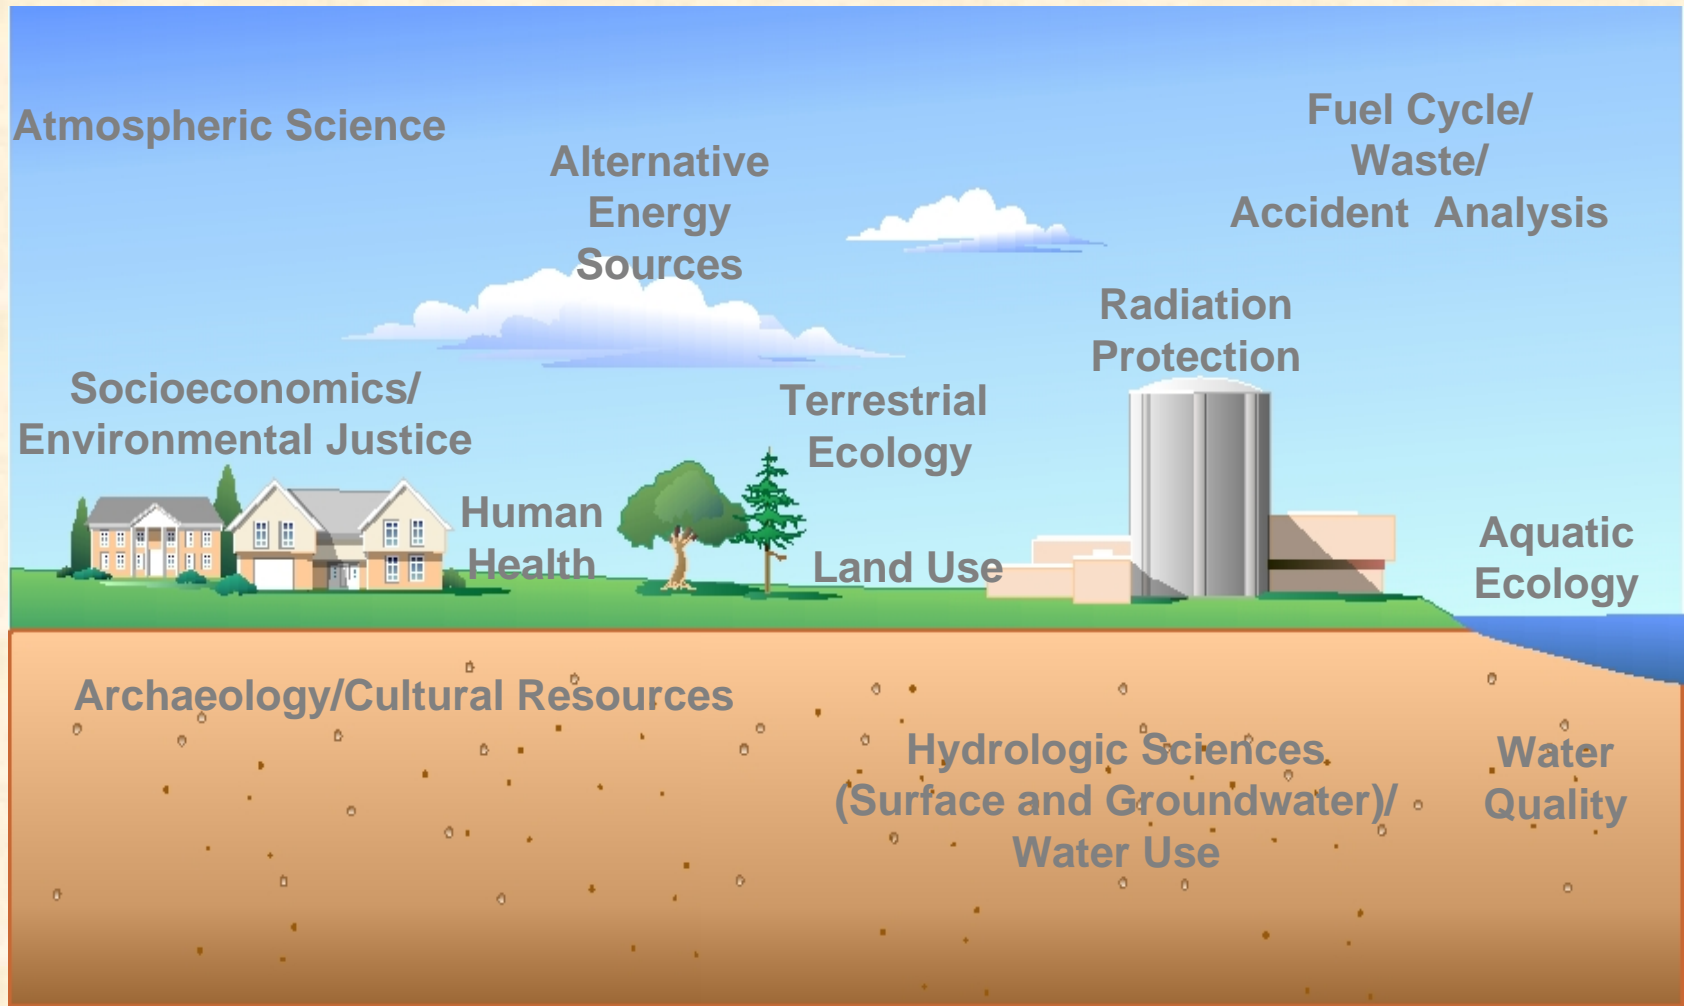 Atmospheric Science
Alternative
Energy
Sources
Fuel Cycle/
Waste/
Accident Analysis
Radiation
Protection
Socioeconomics/
Environmental Justice
Terrestrial
Ecology
Human
Health
Land Use
Aquatic
Ecology
Archaeology/Cultural Resources
Hydrologic Sciences
(Surface and Groundwater)/
Water Use
Water
Quality